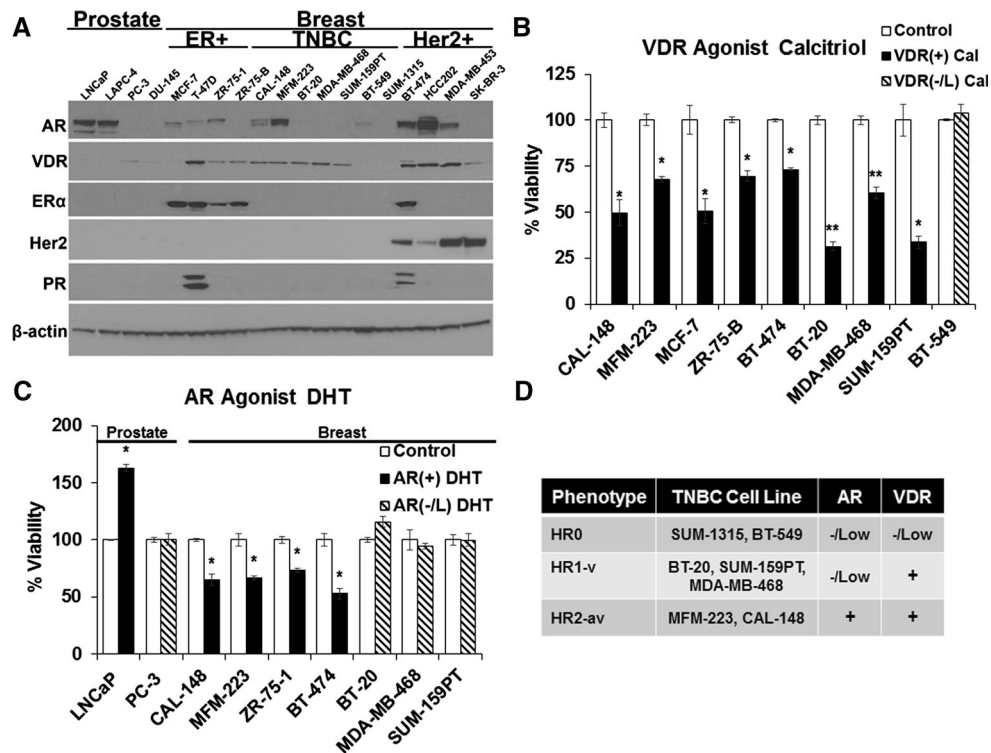 A
Prostate
Breast
ER+
TNBC
Her2+
LNCaP
LAPC-4
PC-3
DU-145
MCF-7
T-47D
ZR-75-1
ZR-75-B
CAL-148
MFM-223
BT-20
MDA-MB-468
SUM-159PT
BT-549
SUM-1315
BT-474
HCC202
MDA-MB-453
SK-BR-3
AR
VDR
ERα
Her2
PR
β-actin
B
VDR Agonist Calcitriol
Control
VDR(+) Cal
VDR(-/L) Cal
% Viability
125
100
75
50
25
0
*
*
*
*
*
**
**
*
CAL-148
MFM-223
MCF-7
ZR-75-B
BT-474
BT-20
MDA-MB-468
SUM-159PT
BT-549
C
AR Agonist DHT
Prostate
Breast
Control
AR(+) DHT
AR(-/L) DHT
% Viability
200
150
100
50
0
*
*
*
*
*
LNCaP
PC-3
CAL-148
MFM-223
ZR-75-1
BT-474
BT-20
MDA-MB-468
SUM-159PT
D
Phenotype TNBC Cell Line AR VDR
HR0 SUM-1315, BT-549 -/Low -/Low
HR1-v BT-20, SUM-159PT, MDA-MB-468 -/Low +
HR2-av MFM-223, CAL-148 + +